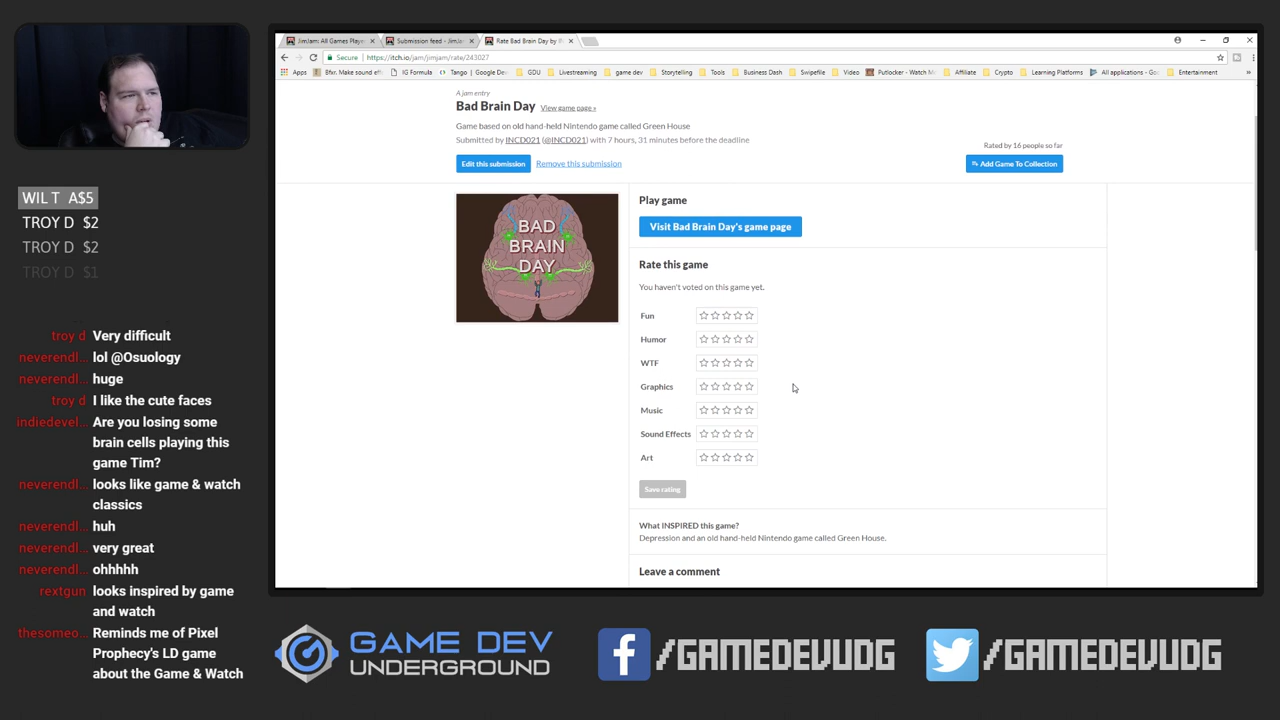 WIL T A$5
TROY D $2
TROY D $2
TROY D $1
troy d Very difficult
neverendl... lol @Osuology
neverendl... huge
troy d I like the cute faces
indiedevel... Are you losing some
brain cells playing this
game Tim?
neverendl... looks like game & watch
classics
neverendl... huh
neverendl... very great
neverendl... ohhhhh
rextgun looks inspired by game
and watch
thesomeo... Reminds me of Pixel
Prophecy's LD game
about the Game & Watch
JimJam: All Games Playe
Submission feed - JimJa
Rate Bad Brain Day by
Secure https://itch.io/jam/jimjam/rate/243027
Apps Bfxr. Make sound eff IG Formula Tango | Google Dev GDU Livestreaming game dev Storytelling Tools Business Dash Swipefile Video Putlocker - Watch M Affiliate Crypto Learning Platforms All applications - Goo Entertainment »
A jam entry
Bad Brain Day View game page »
Game based on old hand-held Nintendo game called Green House
Submitted by INCD021 (@INCD021) with 7 hours, 31 minutes before the deadline
Rated by 16 people so far
Edit this submission Remove this submission
Add Game To Collection
BAD
BRAIN
DAY
Play game
Visit Bad Brain Day's game page
Rate this game
You haven't voted on this game yet.
Fun
Humor
WTF
Graphics
Music
Sound Effects
Art
Save rating
What INSPIRED this game?
Depression and an old hand-held Nintendo game called Green House.
Leave a comment
GAME DEV
UNDERGROUND
f /GAMEDEVUDG
/GAMEDEVUDG